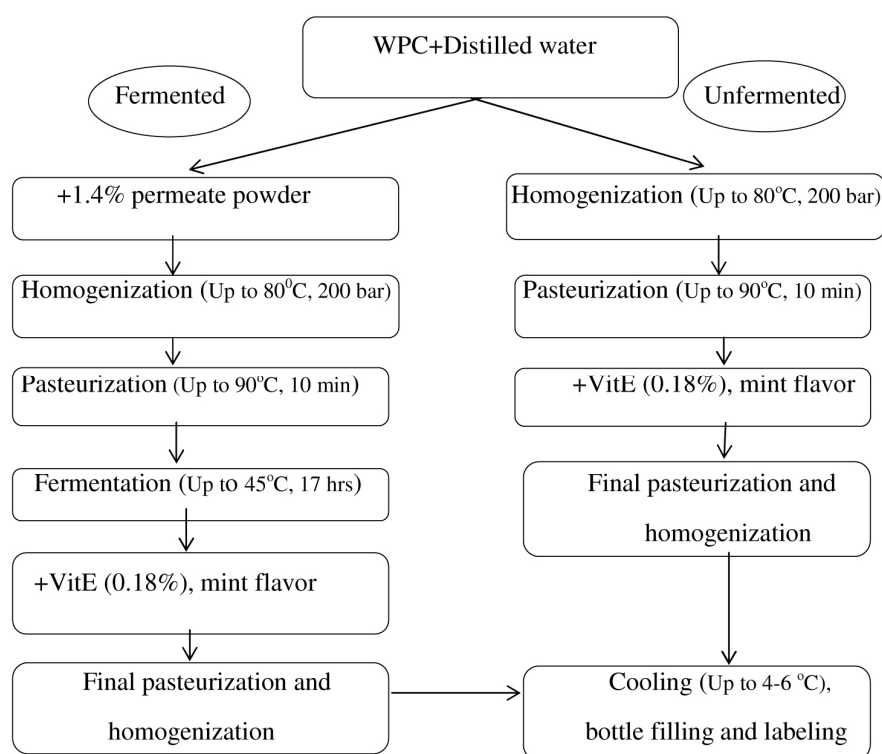 WPC+Distilled water
Fermented
Unfermented
+1.4% permeate powder
Homogenization (Up to 80⁰C, 200 bar)
Pasteurization (Up to 90°C, 10 min)
Fermentation (Up to 45°C, 17 hrs)
+VitE (0.18%), mint flavor
Final pasteurization and
homogenization
Homogenization (Up to 80°C, 200 bar)
Pasteurization (Up to 90°C, 10 min)
+VitE (0.18%), mint flavor
Final pasteurization and
homogenization
Cooling (Up to 4-6 °C),
bottle filling and labeling